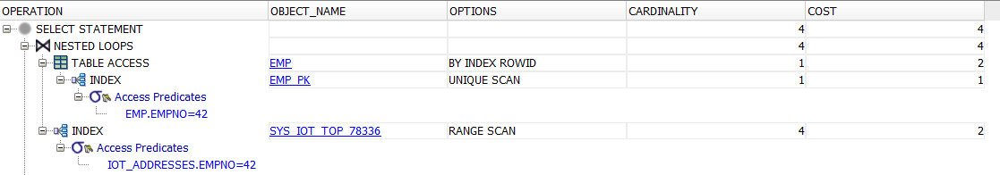 OPERATION OBJECT_NAME OPTIONS CARDINALITY COST
SELECT STATEMENT 4 4
NESTED LOOPS 4 4
TABLE ACCESS EMP BY INDEX ROWID 1 2
INDEX EMP_PK UNIQUE SCAN 1 1
Access Predicates
EMP.EMPNO=42
INDEX SYS_IOT_TOP_78336 RANGE SCAN 4 2
Access Predicates
IOT_ADDRESSES.EMPNO=42